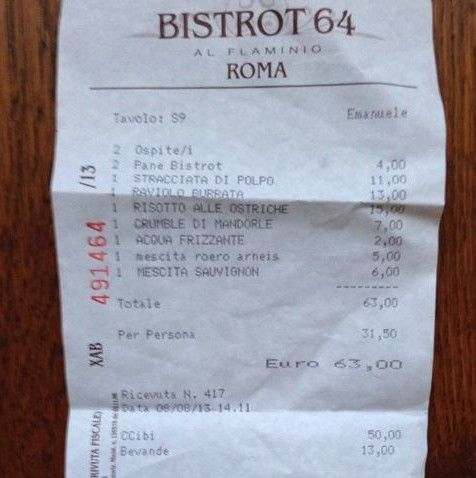 BISTROT 64
AL FLAMINIO
ROMA
Tavolo: S9 Emanuele
2 Ospite/i
2 Pane Bistrot 4,00
1 STRACCIATA DI POLPO 11,00
1 RAVIOLO BURRATA 13,00
1 RISOTTO ALLE OSTRICHE 15,00
1 CRUMBLE DI MANDORLE 7,00
1 ACQUA FRIZZANTE 2,00
1 mescita roero arneis 5,00
1 MESCITA SAUVIGNON 6,00
Totale 63,00
Per Persona 31,50
Euro 63,00
Ricevuta N. 417
Data 08/08/13 14.11
CCibi 50,00
Bevande 13,00
XAB 491464 /13